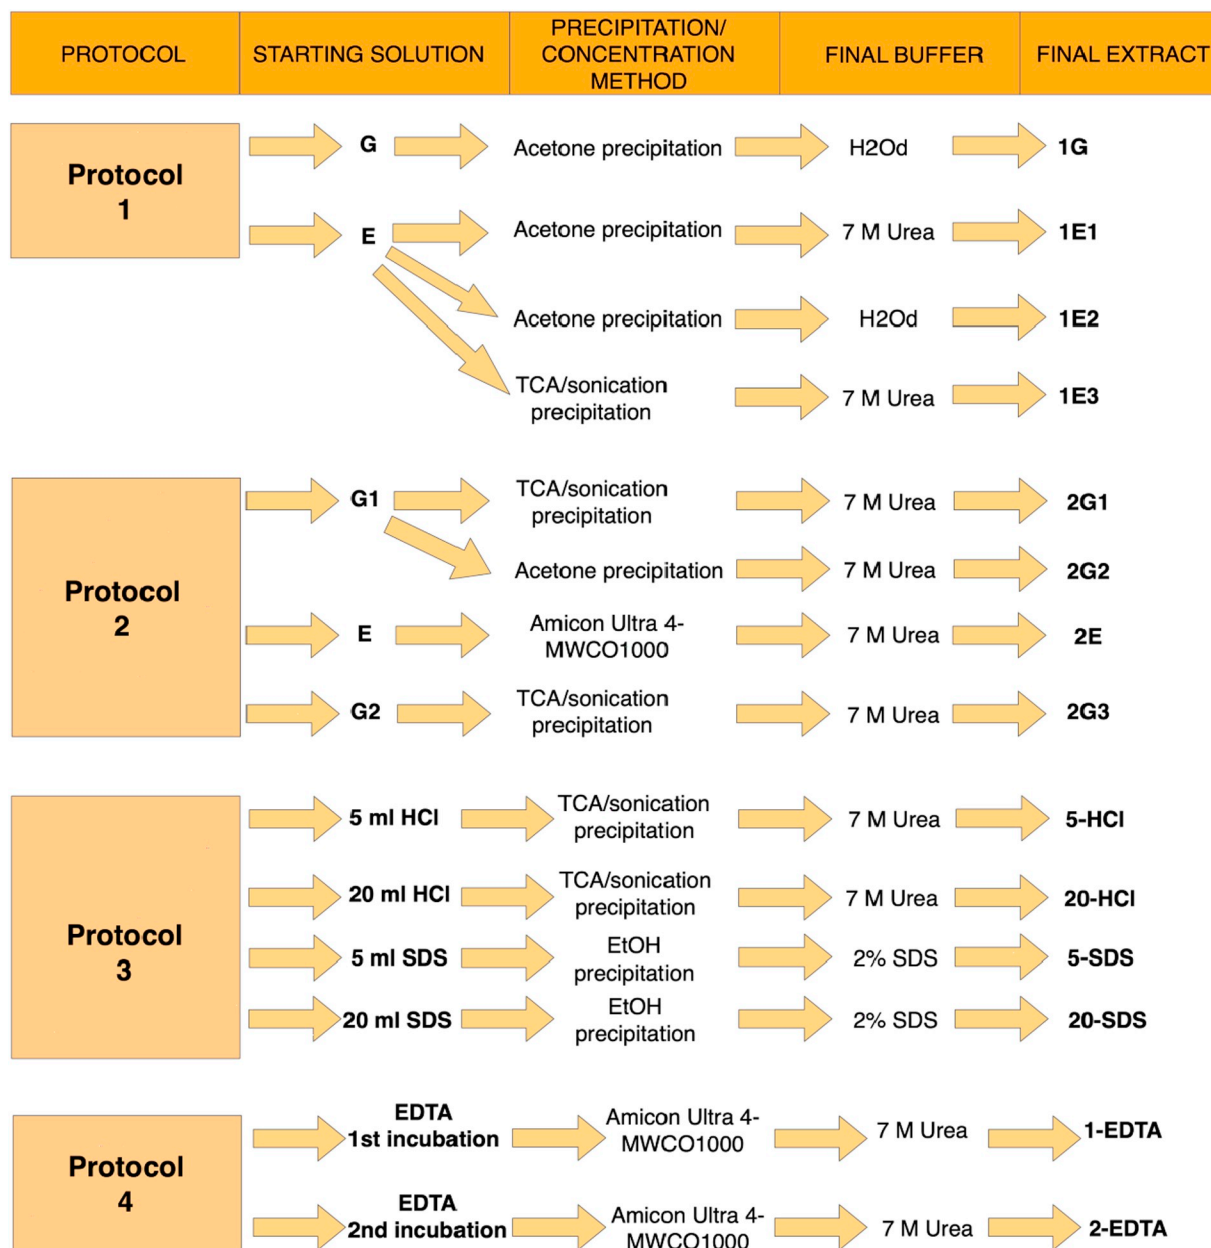 PROTOCOL
STARTING SOLUTION
PRECIPITATION/
CONCENTRATION
METHOD
FINAL BUFFER
FINAL EXTRACT
Protocol
1
G
Acetone precipitation
H2Od
1G
E
Acetone precipitation
7 M Urea
1E1
Acetone precipitation
H2Od
1E2
TCA/sonication
precipitation
7 M Urea
1E3
Protocol
2
G1
TCA/sonication
precipitation
7 M Urea
2G1
Acetone precipitation
7 M Urea
2G2
E
Amicon Ultra 4-
MWCO1000
7 M Urea
2E
G2
TCA/sonication
precipitation
7 M Urea
2G3
Protocol
3
5 ml HCl
TCA/sonication
precipitation
7 M Urea
5-HCl
20 ml HCl
TCA/sonication
precipitation
7 M Urea
20-HCl
5 ml SDS
EtOH
precipitation
2% SDS
5-SDS
20 ml SDS
EtOH
precipitation
2% SDS
20-SDS
Protocol
4
EDTA
1st incubation
Amicon Ultra 4-
MWCO1000
7 M Urea
1-EDTA
EDTA
2nd incubation
Amicon Ultra 4-
MWCO1000
7 M Urea
2-EDTA